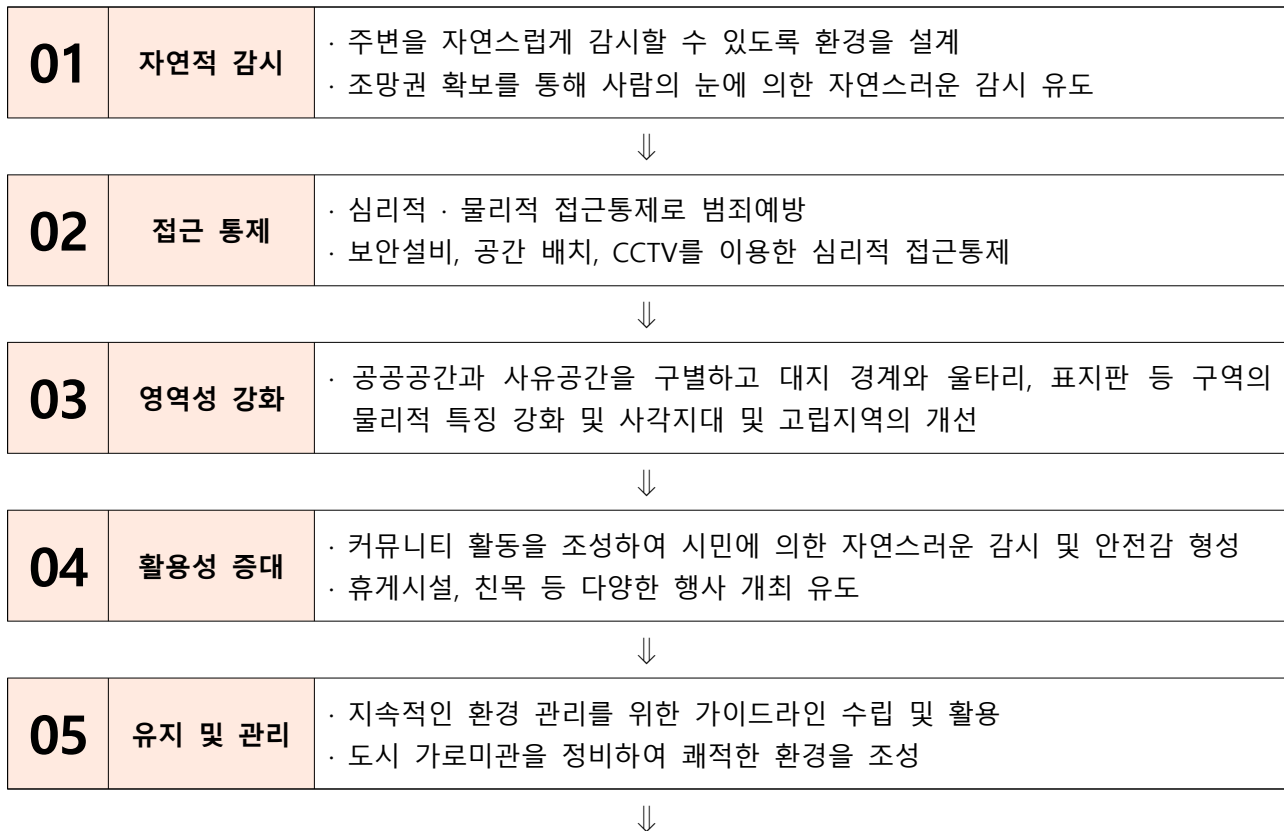 01 자연적 감시
· 주변을 자연스럽게 감시할 수 있도록 환경을 설계
· 조망권 확보를 통해 사람의 눈에 의한 자연스러운 감시 유도
⇓
02 접근 통제
· 심리적 · 물리적 접근통제로 범죄예방
· 보안설비, 공간 배치, CCTV를 이용한 심리적 접근통제
⇓
03 영역성 강화
· 공공공간과 사유공간을 구별하고 대지 경계와 울타리, 표지판 등 구역의
물리적 특징 강화 및 사각지대 및 고립지역의 개선
⇓
04 활용성 증대
· 커뮤니티 활동을 조성하여 시민에 의한 자연스러운 감시 및 안전감 형성
· 휴게시설, 친목 등 다양한 행사 개최 유도
⇓
05 유지 및 관리
· 지속적인 환경 관리를 위한 가이드라인 수립 및 활용
· 도시 가로미관을 정비하여 쾌적한 환경을 조성
⇓